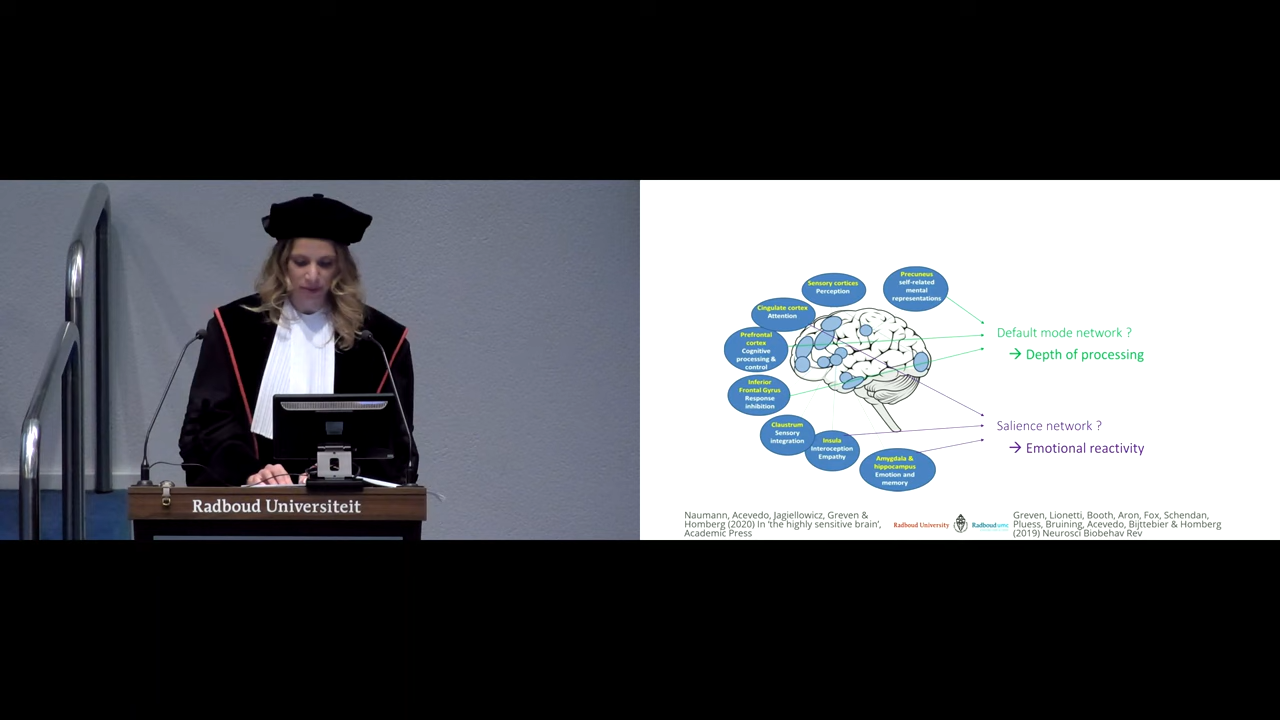 Radboud Universiteit
Sensory cortices
Perception
Precuneus
self-related
mental
representations
Cingulate cortex
Attention
Prefrontal
cortex
Cognitive
processing &
control
Inferior
Frontal Gyrus
Response
inhibition
Claustrum
Sensory
integration
Insula
Interoception
Empathy
Amygdala &
hippocampus
Emotion and
memory
Default mode network ?
→ Depth of processing
Salience network ?
→ Emotional reactivity
Naumann, Acevedo, Jagiellowicz, Greven &
Homberg (2020) In 'the highly sensitive brain',
Academic Press
Radboud University
Radboudumc
Greven, Lionetti, Booth, Aron, Fox, Schendan,
Pluess, Bruining, Acevedo, Bijttebier & Homberg
(2019) Neurosci Biobehav Rev